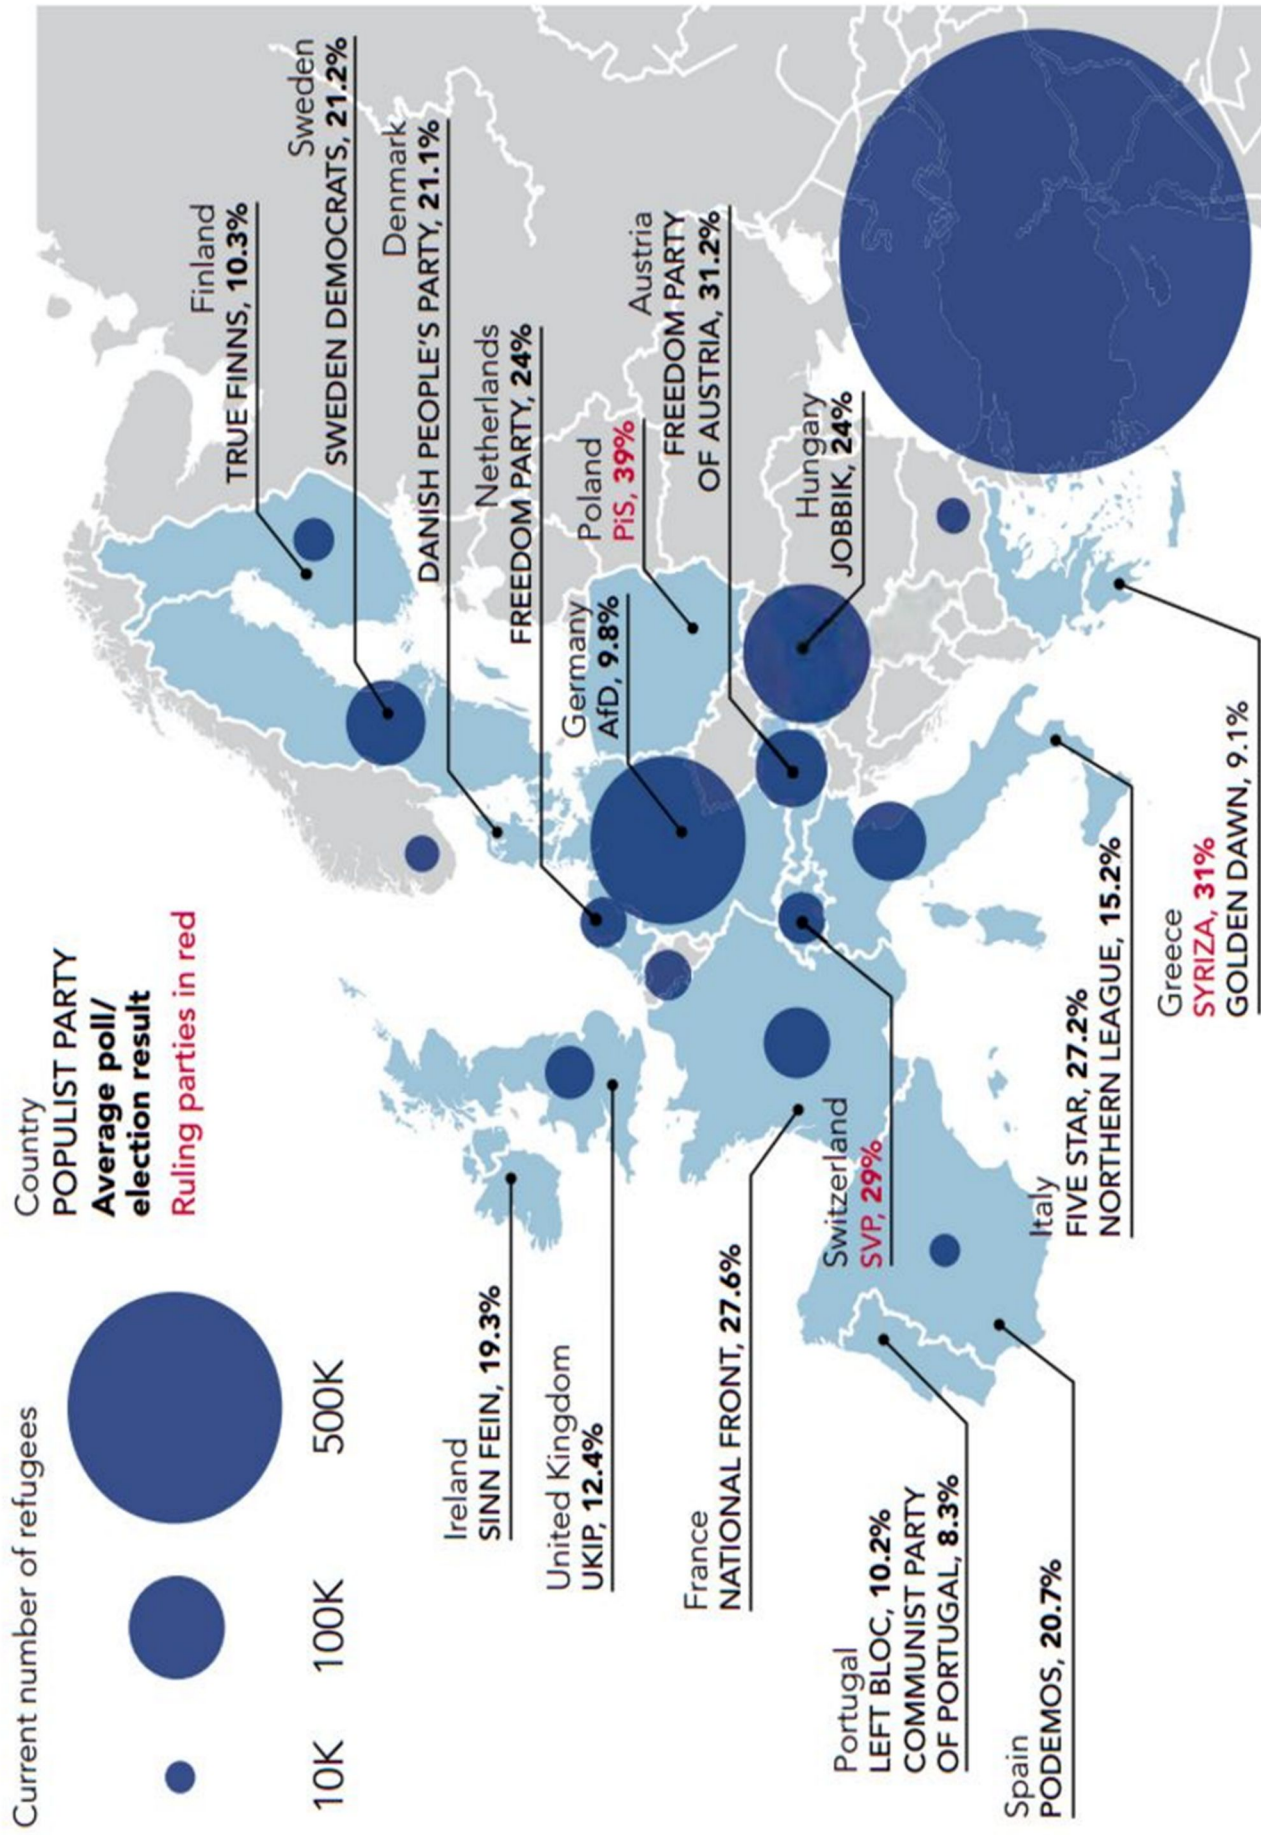 Current number of refugees
10K
100K
500K
Country
POPULIST PARTY
Average poll/
election result
Ruling parties in red
Finland
TRUE FINNS, 10.3%
Sweden
SWEDEN DEMOCRATS, 21.2%
Denmark
DANISH PEOPLE'S PARTY, 21.1%
Netherlands
FREEDOM PARTY, 24%
Germany
AfD, 9.8%
Poland
PiS, 39%
Austria
FREEDOM PARTY
OF AUSTRIA, 31.2%
Hungary
JOBBIK, 24%
Ireland
SINN FEIN, 19.3%
United Kingdom
UKIP, 12.4%
France
NATIONAL FRONT, 27.6%
Switzerland
SVP, 29%
Portugal
LEFT BLOC, 10.2%
COMMUNIST PARTY
OF PORTUGAL, 8.3%
Spain
PODEMOS, 20.7%
Italy
FIVE STAR, 27.2%
NORTHERN LEAGUE, 15.2%
Greece
SYRIZA, 31%
GOLDEN DAWN, 9.1%